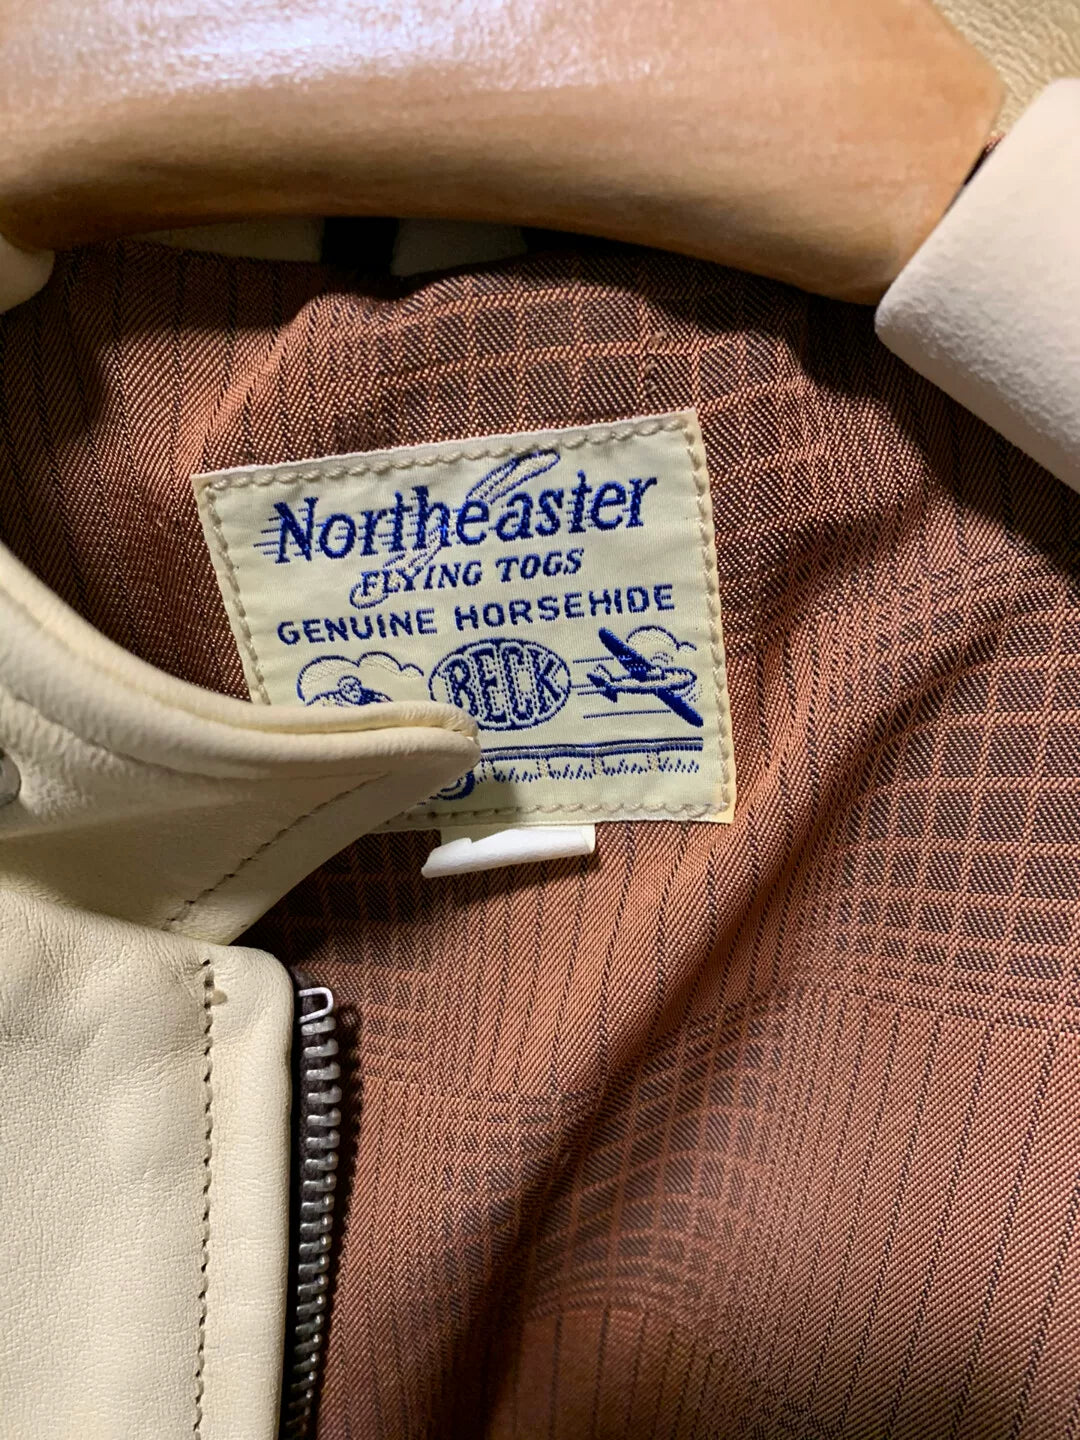 Northeaster
FLYING TOGS
GENUINE HORSEHIDE
BECK